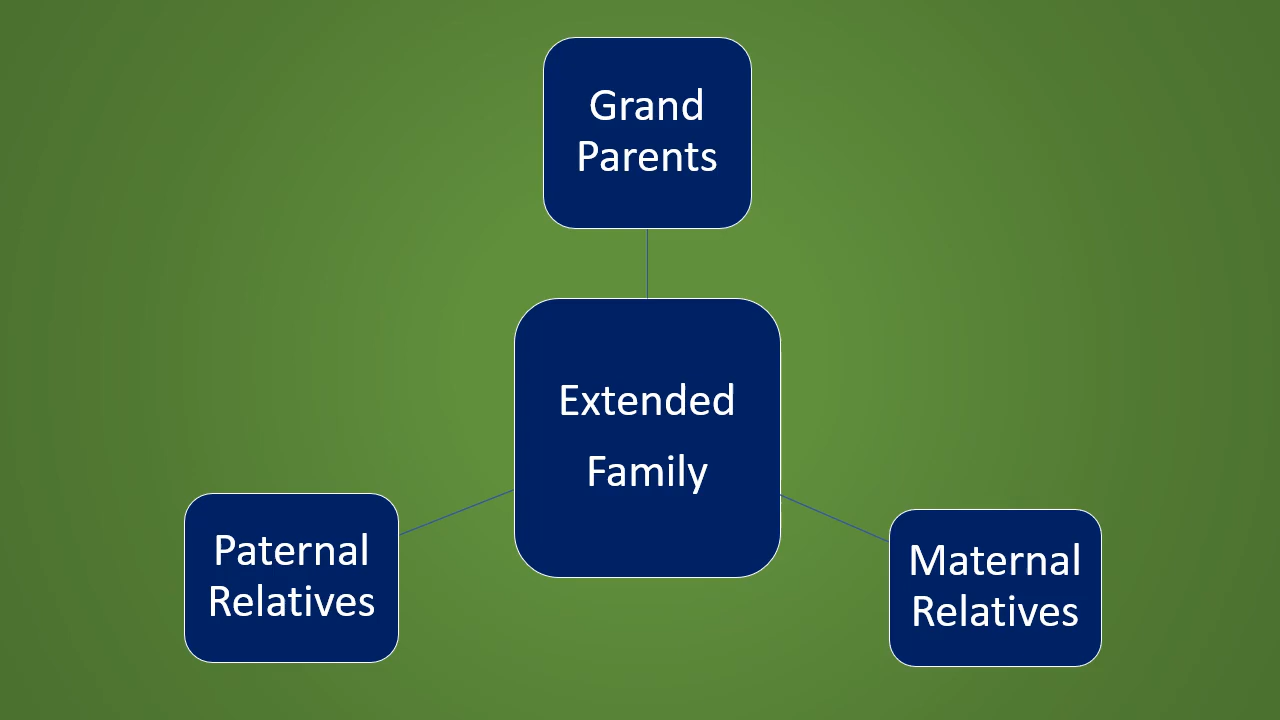 Grand
Parents
Extended
Family
Paternal
Relatives
Maternal
Relatives